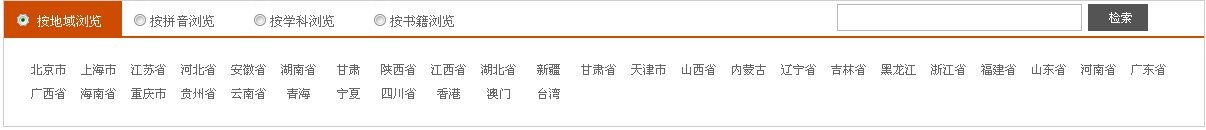 按地域浏览 按拼音浏览 按学科浏览 按书籍浏览 检索
北京市 上海市 江苏省 河北省 安徽省 湖南省 甘肃 陕西省 江西省 湖北省 新疆 甘肃省 天津市 山西省 内蒙古 辽宁省 吉林省 黑龙江 浙江省 福建省 山东省 河南省 广东省
广西省 海南省 重庆市 贵州省 云南省 青海 宁夏 四川省 香港 澳门 台湾